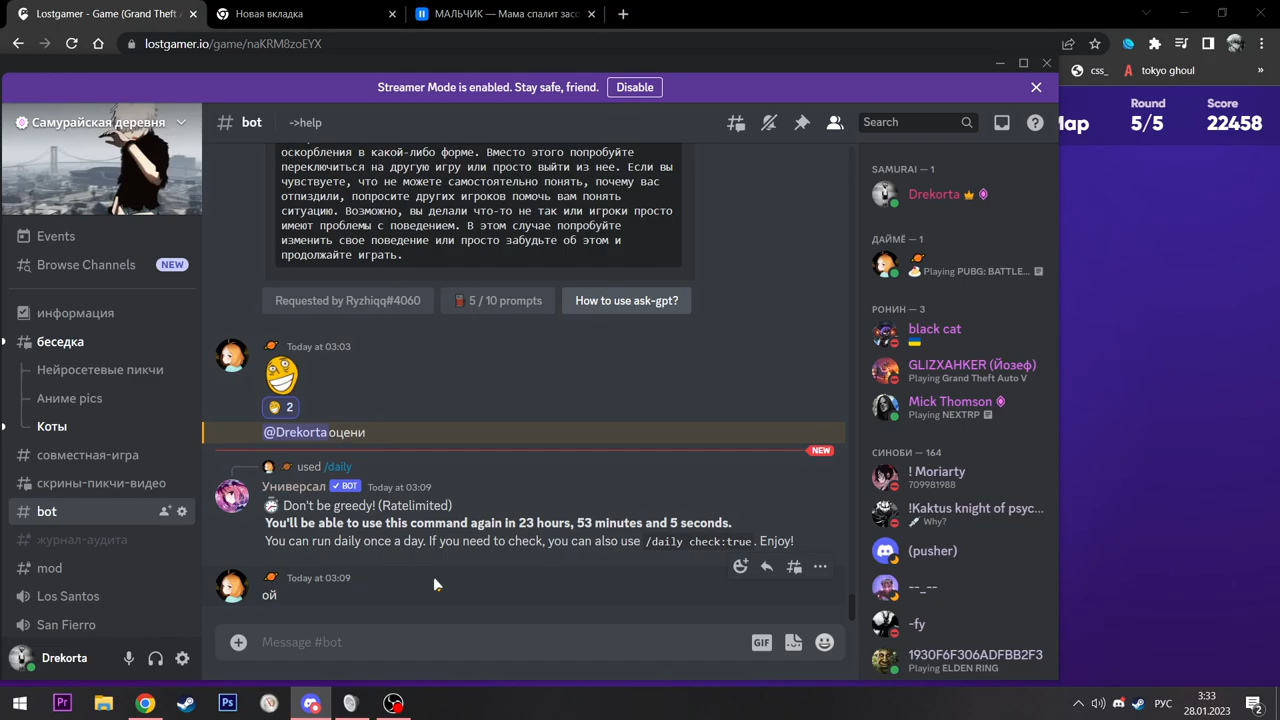 Lostgamer - Game (Grand Theft A
Новая вкладка
МАЛЬЧИК — Мама спалит засо
lostgamer.io/game/naKRM8zoEYX
css_
tokyo ghoul
»
Streamer Mode is enabled. Stay safe, friend.
Disable
Мap
Round
5/5
Score
22458
Самурайская деревня
Events
Browse Channels
NEW
информация
беседка
Нейросетевые пикчи
Аниме pics
Коты
совместная-игра
скрины-пикчи-видео
bot
журнал-аудита
mod
Los Santos
San Fierro
Drekorta
bot
->help
Search
оскорбления в какой-либо форме. Вместо этого попробуйте
переключиться на другую игру или просто выйти из нее. Если вы
чувствуете, что не можете самостоятельно понять, почему вас
отпиздили, попросите других игроков помочь вам понять
ситуацию. Возможно, вы делали что-то не так или игроки просто
имеют проблемы с поведением. В этом случае попробуйте
изменить свое поведение или просто забудьте об этом и
продолжайте играть.
Requested by Ryzhiqq#4060
5 / 10 prompts
How to use ask-gpt?
Today at 03:03
2
@Drekorta оцени
NEW
used /daily
Универсал BOT Today at 03:09
Don't be greedy! (Ratelimited)
You'll be able to use this command again in 23 hours, 53 minutes and 5 seconds.
You can run daily once a day. If you need to check, you can also use /daily check:true. Enjoy!
Today at 03:09
ой
Message #bot
GIF
SAMURAI — 1
Drekorta
ДАЙМЁ — 1
Playing PUBG: BATTLE...
РОНИН — 3
black cat
GLIZXAHKER (Йозеф)
Playing Grand Theft Auto V
Mick Thomson
Playing NEXTRP
СИНОБИ — 164
! Moriarty
709981988
!Kaktus knight of psyc...
Why?
(pusher)
--_--
-fy
1930F6F306ADFBB2F3
Playing ELDEN RING
Pr
Ps
РУС
3:33
28.01.2023
2